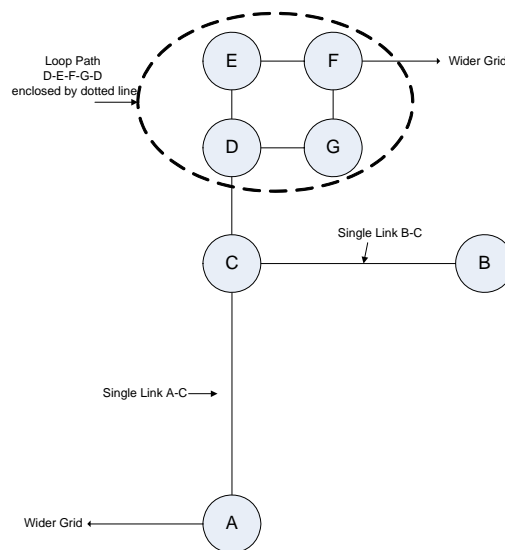 Loop Path
D-E-F-G-D
enclosed by dotted line
E
F
Wider Grid
D
G
Single Link B-C
C
B
Single Link A-C
Wider Grid
A